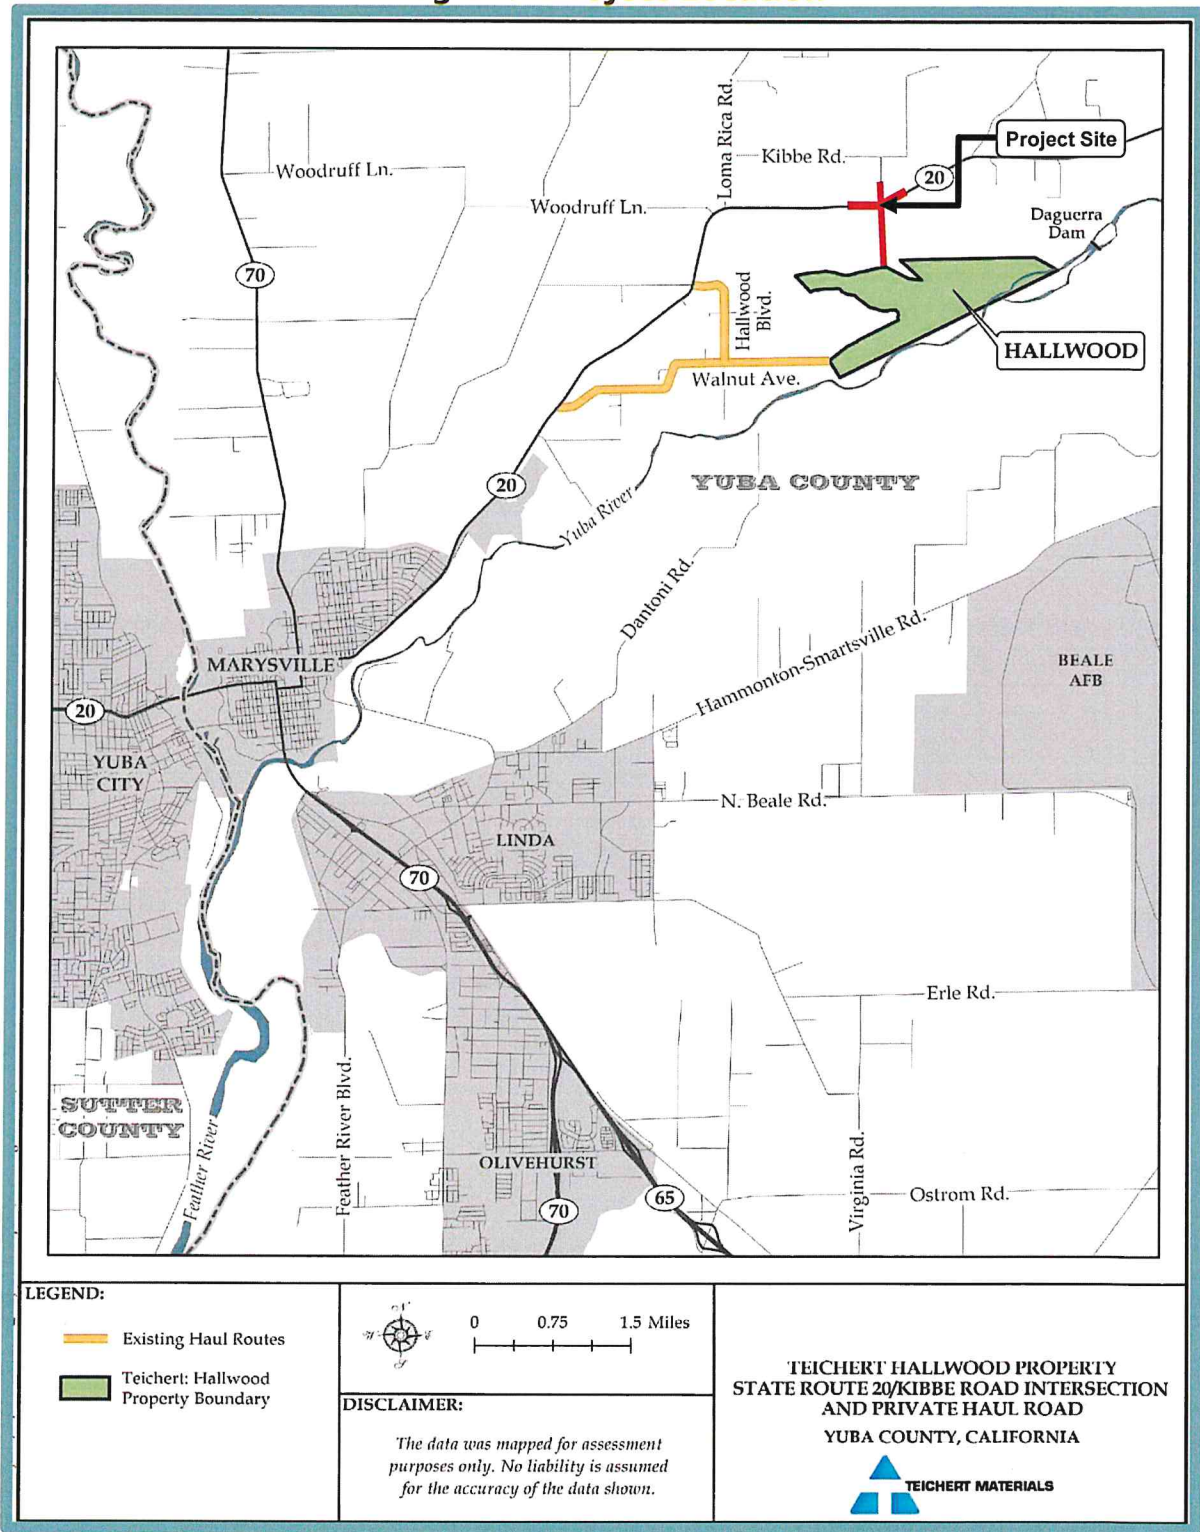 Loma Rica Rd.
Project Site
Kibbe Rd.
Woodruff Ln.
20
Woodruff Ln.
Daguerra
Dam
70
Hallwood
Blvd.
HALLWOOD
Walnut Ave.
20
YUBA COUNTY
Yuba River
Dantoni Rd.
Hammonton-Smartsville Rd.
MARYSVILLE
BEALE
AFB
20
YUBA
CITY
N. Beale Rd.
LINDA
70
Erle Rd.
Feather River Blvd.
SUTTER
COUNTY
Feather River
OLIVEHURST
Virginia Rd.
65
Ostrom Rd.
70
LEGEND:
Existing Haul Routes
Teichert: Hallwood
Property Boundary
N
W
E
S
0 0.75 1.5 Miles
DISCLAIMER:
The data was mapped for assessment
purposes only. No liability is assumed
for the accuracy of the data shown.
TEICHERT HALLWOOD PROPERTY
STATE ROUTE 20/KIBBE ROAD INTERSECTION
AND PRIVATE HAUL ROAD
YUBA COUNTY, CALIFORNIA
TEICHERT MATERIALS